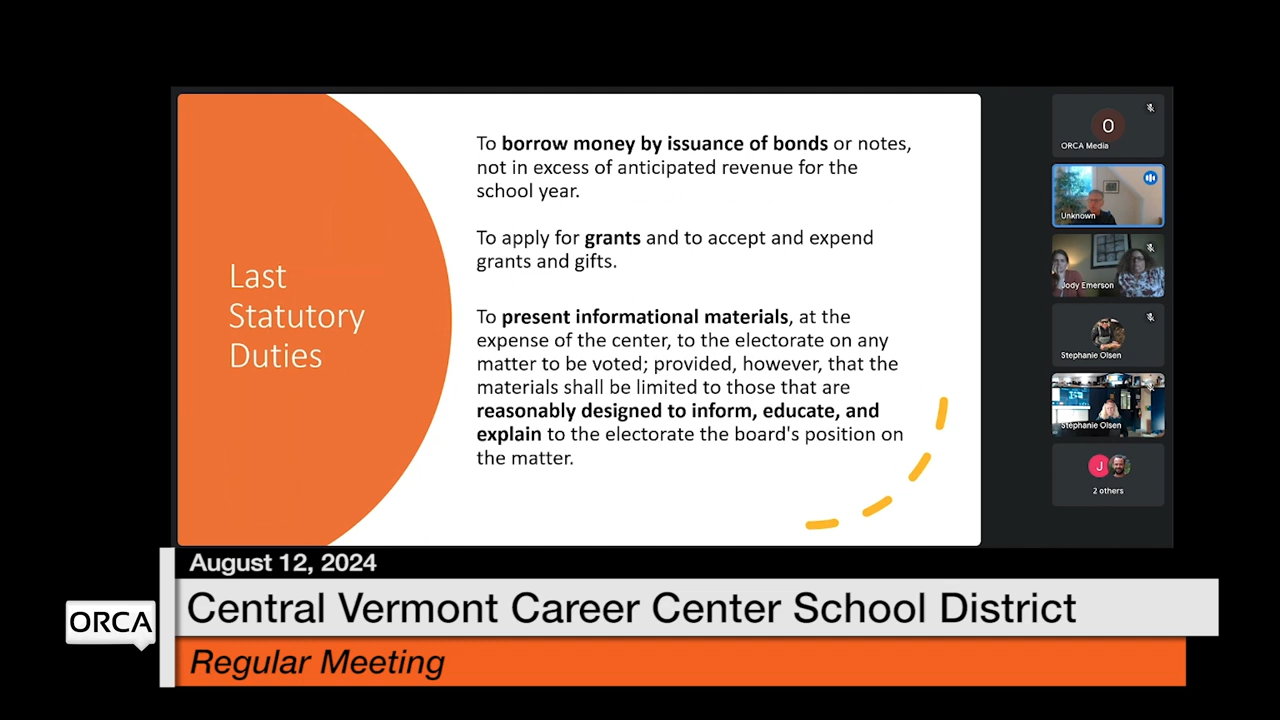 Last
Statutory
Duties
To borrow money by issuance of bonds or notes,
not in excess of anticipated revenue for the
school year.
To apply for grants and to accept and expend
grants and gifts.
To present informational materials, at the
expense of the center, to the electorate on any
matter to be voted; provided, however, that the
materials shall be limited to those that are
reasonably designed to inform, educate, and
explain to the electorate the board's position on
the matter.
O
ORCA Media
Unknown
Jody Emerson
Stephanie Olsen
Stephanie Olsen
J
2 others
August 12, 2024
ORCA
Central Vermont Career Center School District
Regular Meeting